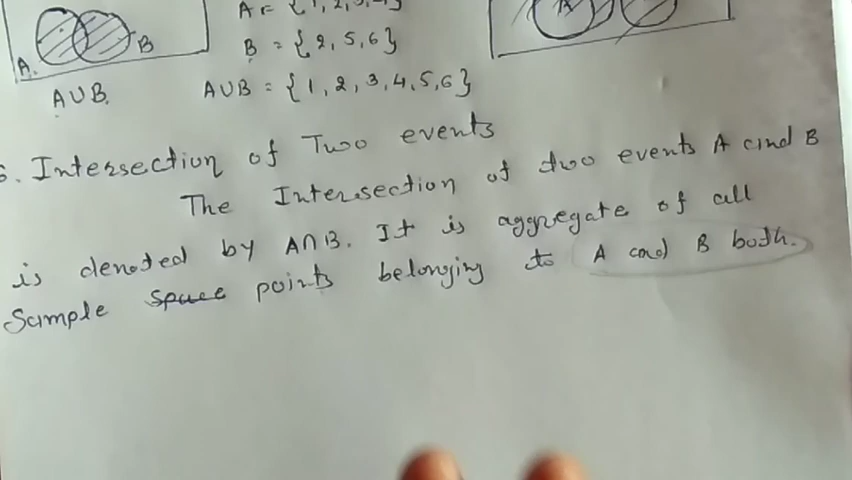 A = {1, 2, 3, 4}
A
B = {2, 5, 6}
A B
A∪B.
A∪B = {1, 2, 3, 4, 5, 6}
6. Intersection of Two events
The Intersection of two events A and B
is denoted by A∩B. It is aggregate of all
Sample space points belonging to A and B both.